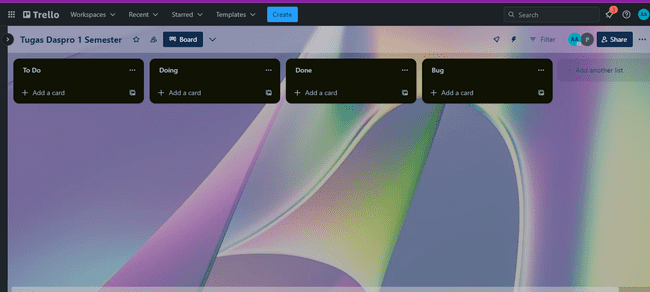 Trello Workspaces Recent Starred Templates Create Search
Tugas Daspro 1 Semester Board Filter AA P Share
To Do Doing Done Bug Add another list
+ Add a card + Add a card + Add a card + Add a card